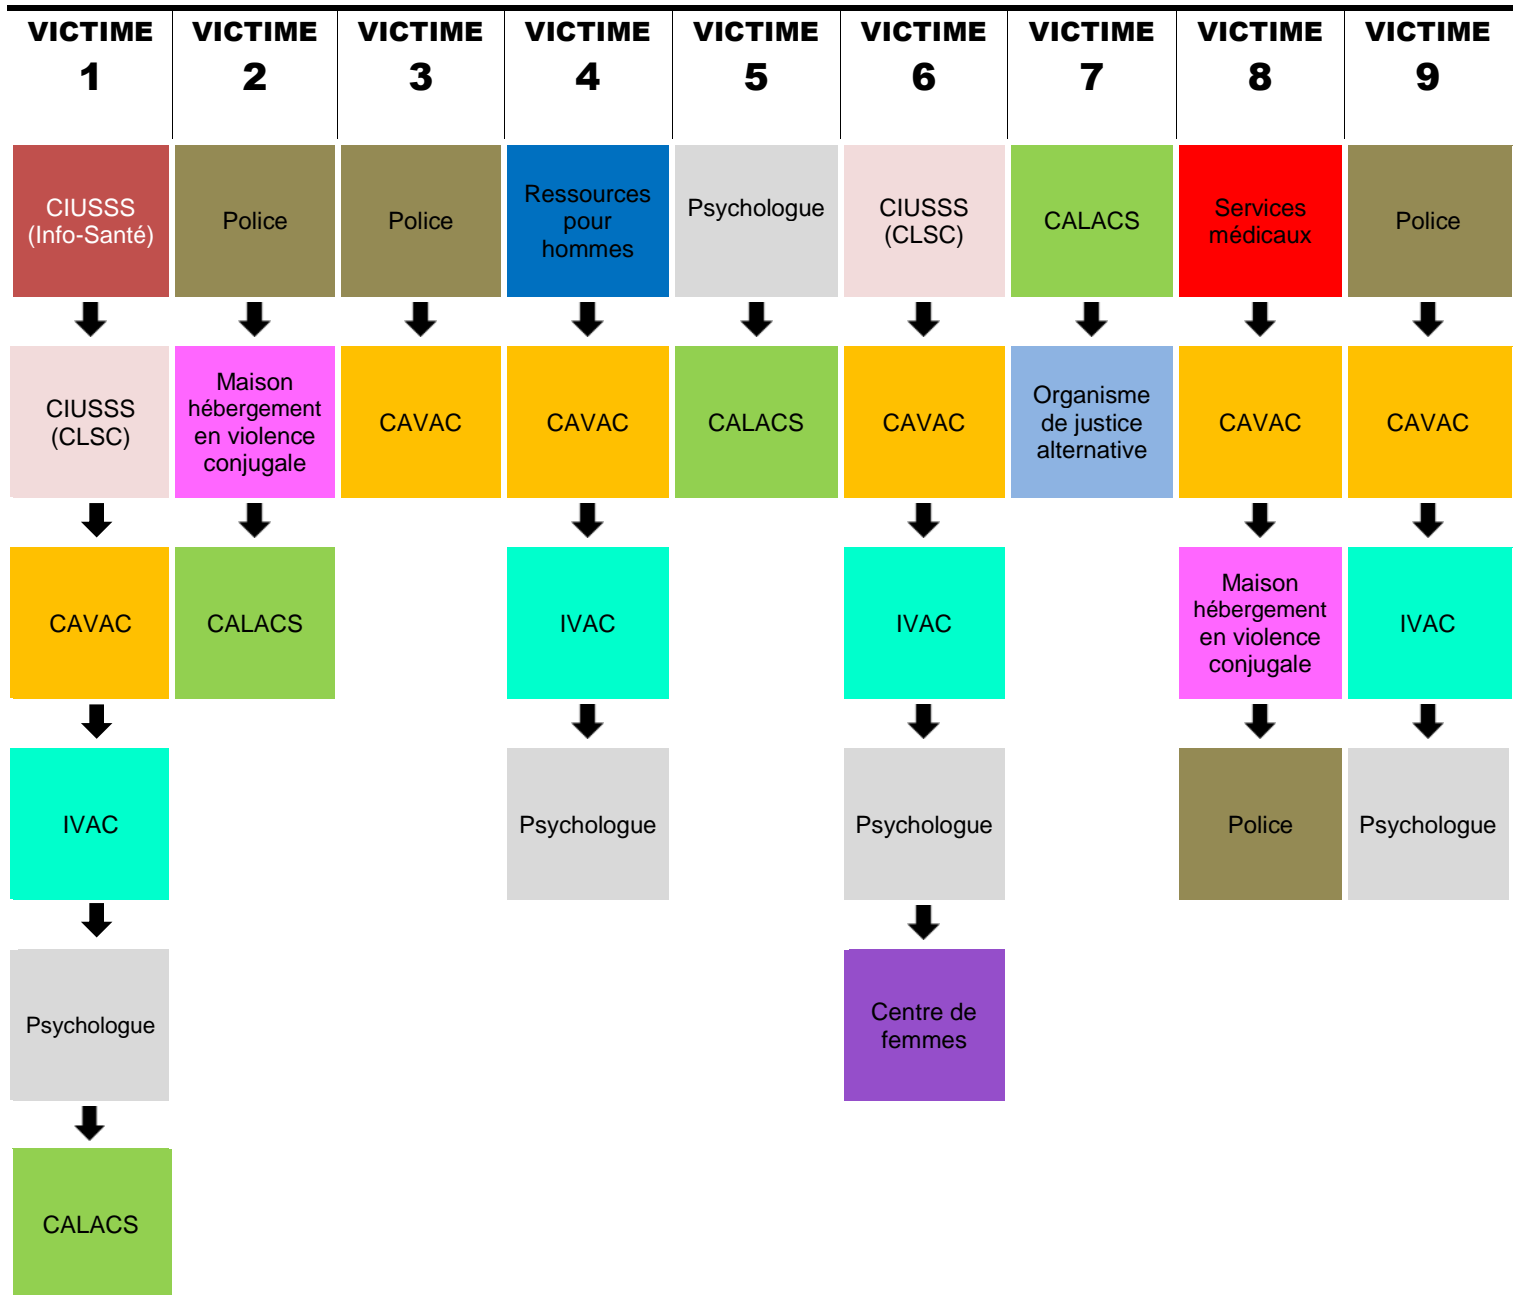 VICTIME VICTIME VICTIME VICTIME VICTIME VICTIME VICTIME VICTIME VICTIME
1 2 3 4 5 6 7 8 9
CIUSSS
(Info-Santé)
Police
Police
Ressources
pour
hommes
Psychologue
CIUSSS
(CLSC)
CALACS
Services
médicaux
Police
CIUSSS
(CLSC)
Maison
hébergement
en violence
conjugale
CAVAC
CAVAC
CALACS
CAVAC
Organisme
de justice
alternative
CAVAC
CAVAC
CAVAC
CALACS
IVAC
IVAC
Maison
hébergement
en violence
conjugale
IVAC
IVAC
Psychologue
Psychologue
Police
Psychologue
Psychologue
Centre de
femmes
CALACS